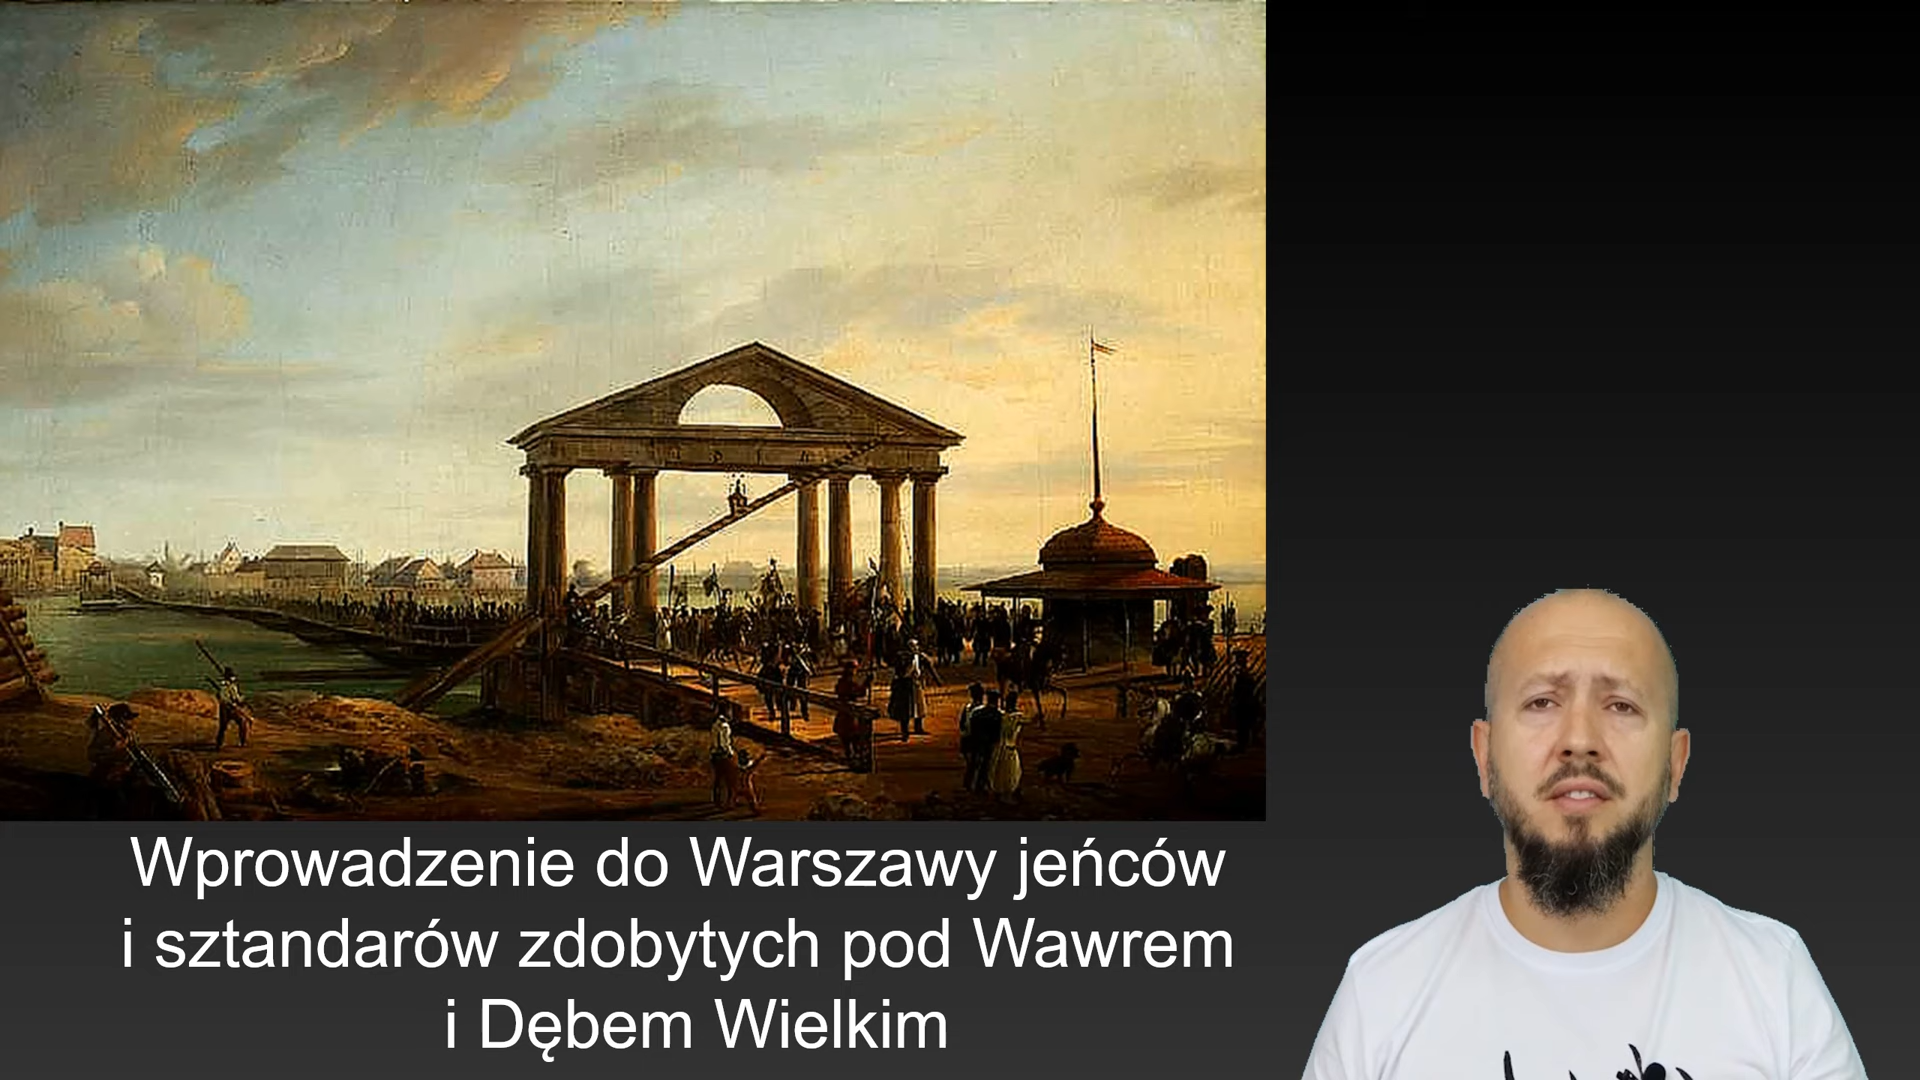 Wprowadzenie do Warszawy jeńców
i sztandarów zdobytych pod Wawrem
i Dębem Wielkim